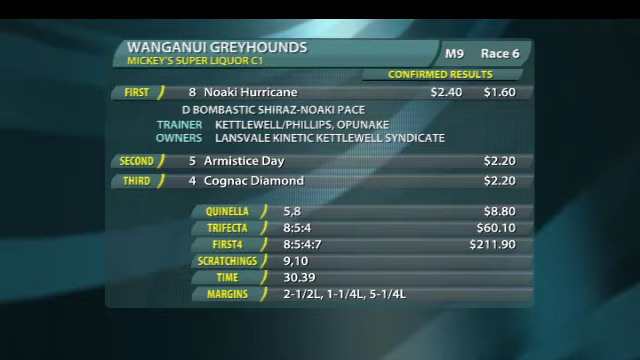 WANGANUI GREYHOUNDS
MICKEY'S SUPER LIQUOR C1
M9 Race 6
CONFIRMED RESULTS
FIRST 8 Noaki Hurricane $2.40 $1.60
D BOMBASTIC SHIRAZ-NOAKI PACE
TRAINER KETTLEWELL/PHILLIPS, OPUNAKE
OWNERS LANSVALE KINETIC KETTLEWELL SYNDICATE
SECOND 5 Armistice Day $2.20
THIRD 4 Cognac Diamond $2.20
QUINELLA 5,8 $8.80
TRIFECTA 8:5:4 $60.10
FIRST4 8:5:4:7 $211.90
SCRATCHINGS 9,10
TIME 30.39
MARGINS 2-1/2L, 1-1/4L, 5-1/4L